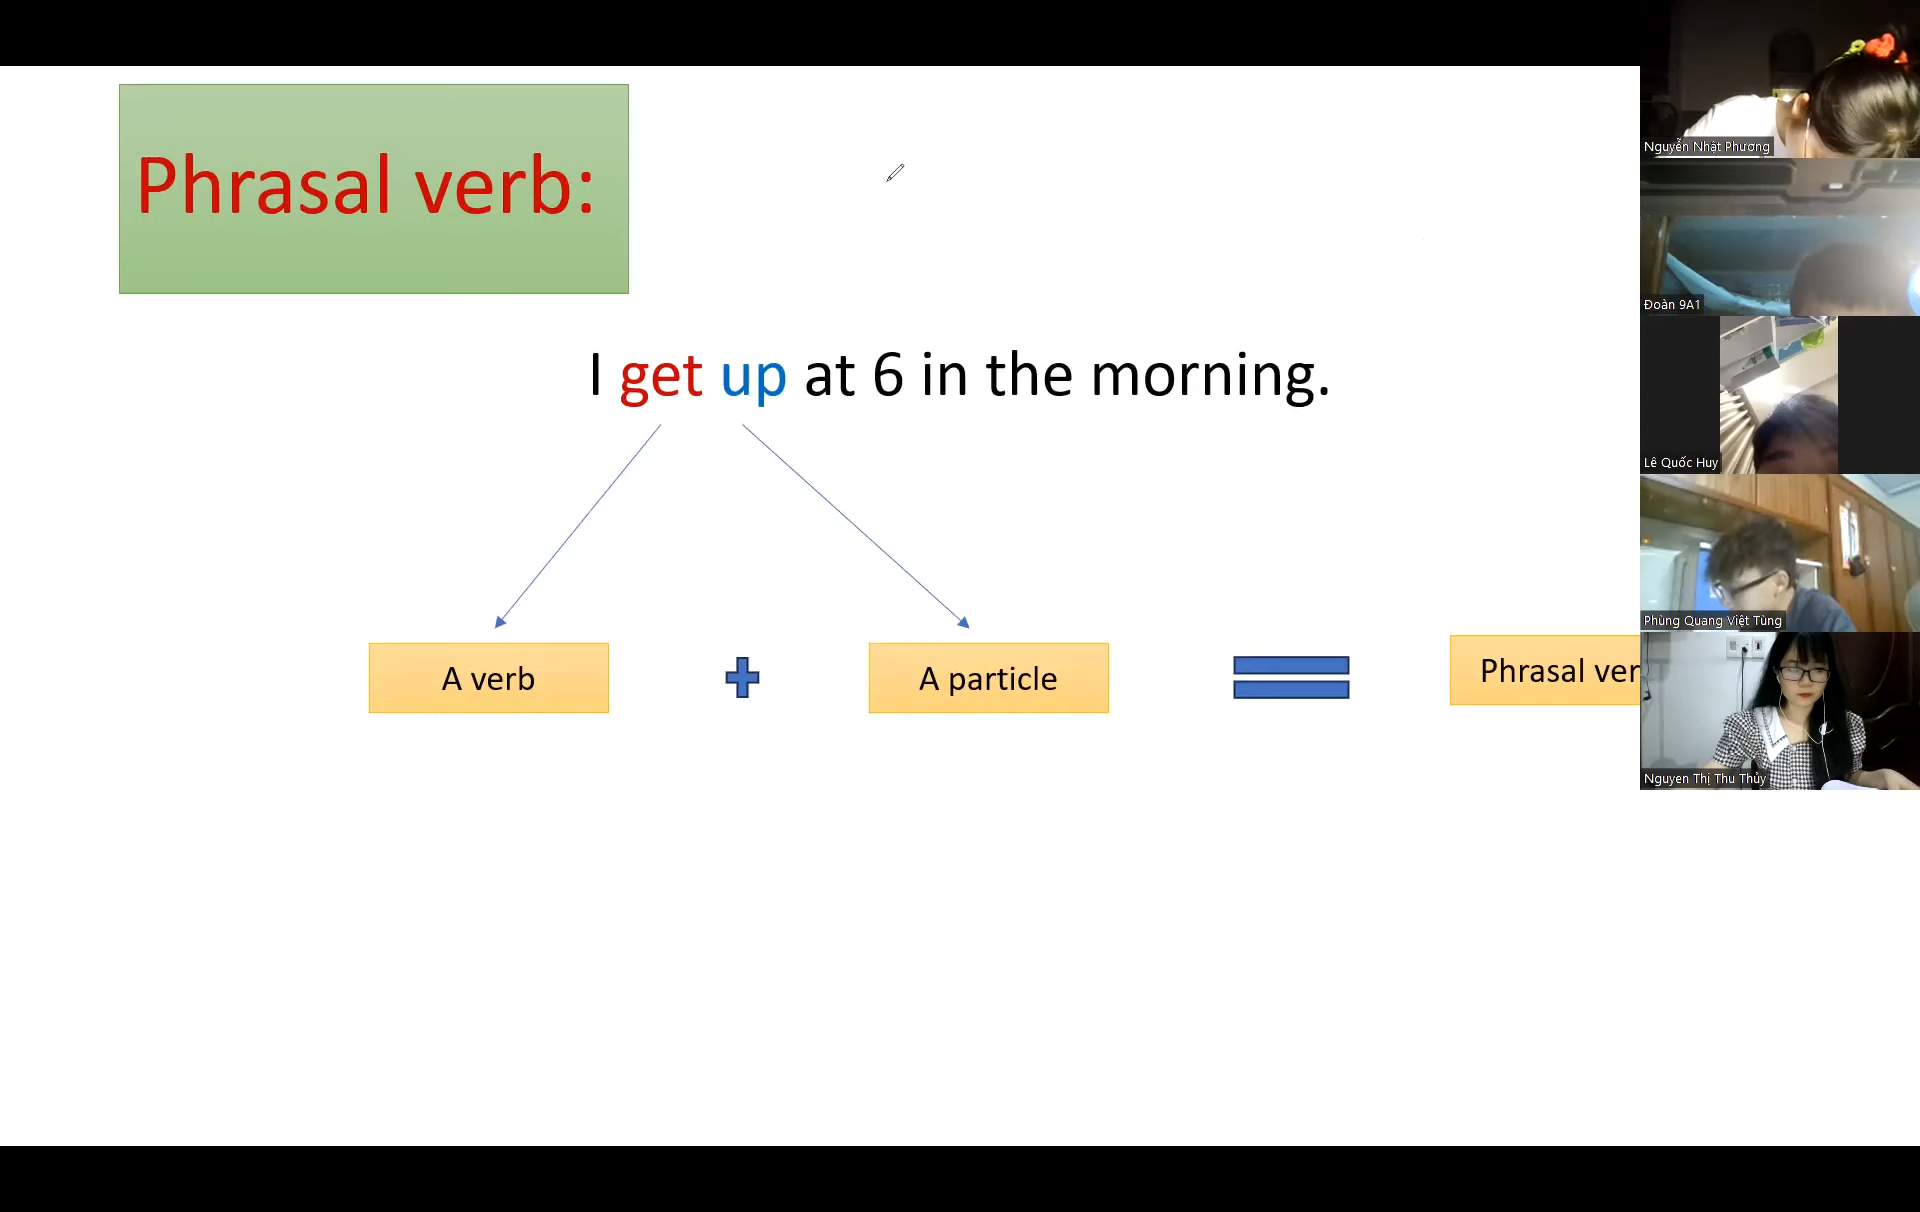 Phrasal verb:
I get up at 6 in the morning.
A verb
A particle
Phrasal ver
Nguyễn Nhật Phương
Đoàn 9A1
Lê Quốc Huy
Phùng Quang Việt Tùng
Nguyen Thị Thu Thủy